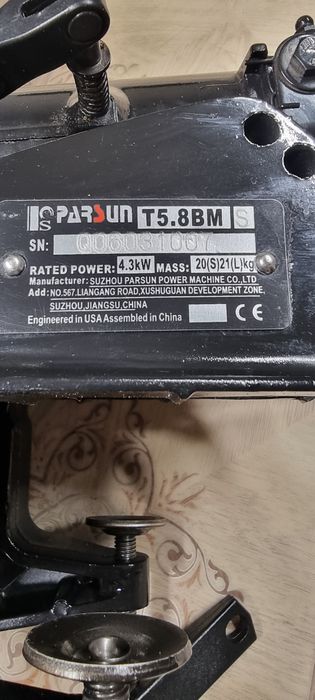 PARSUN T5.8BM S
SN:
RATED POWER: 4.3kW MASS: 20(S)21(L)kg
Manufacturer: SUZHOU PARSUN POWER MACHINE CO.,LTD
Add: NO.567.LIANGANG ROAD,XUSHUGUAN DEVELOPMENT ZONE,
SUZHOU,JIANGSU,CHINA
Engineered in USA Assembled in China CE